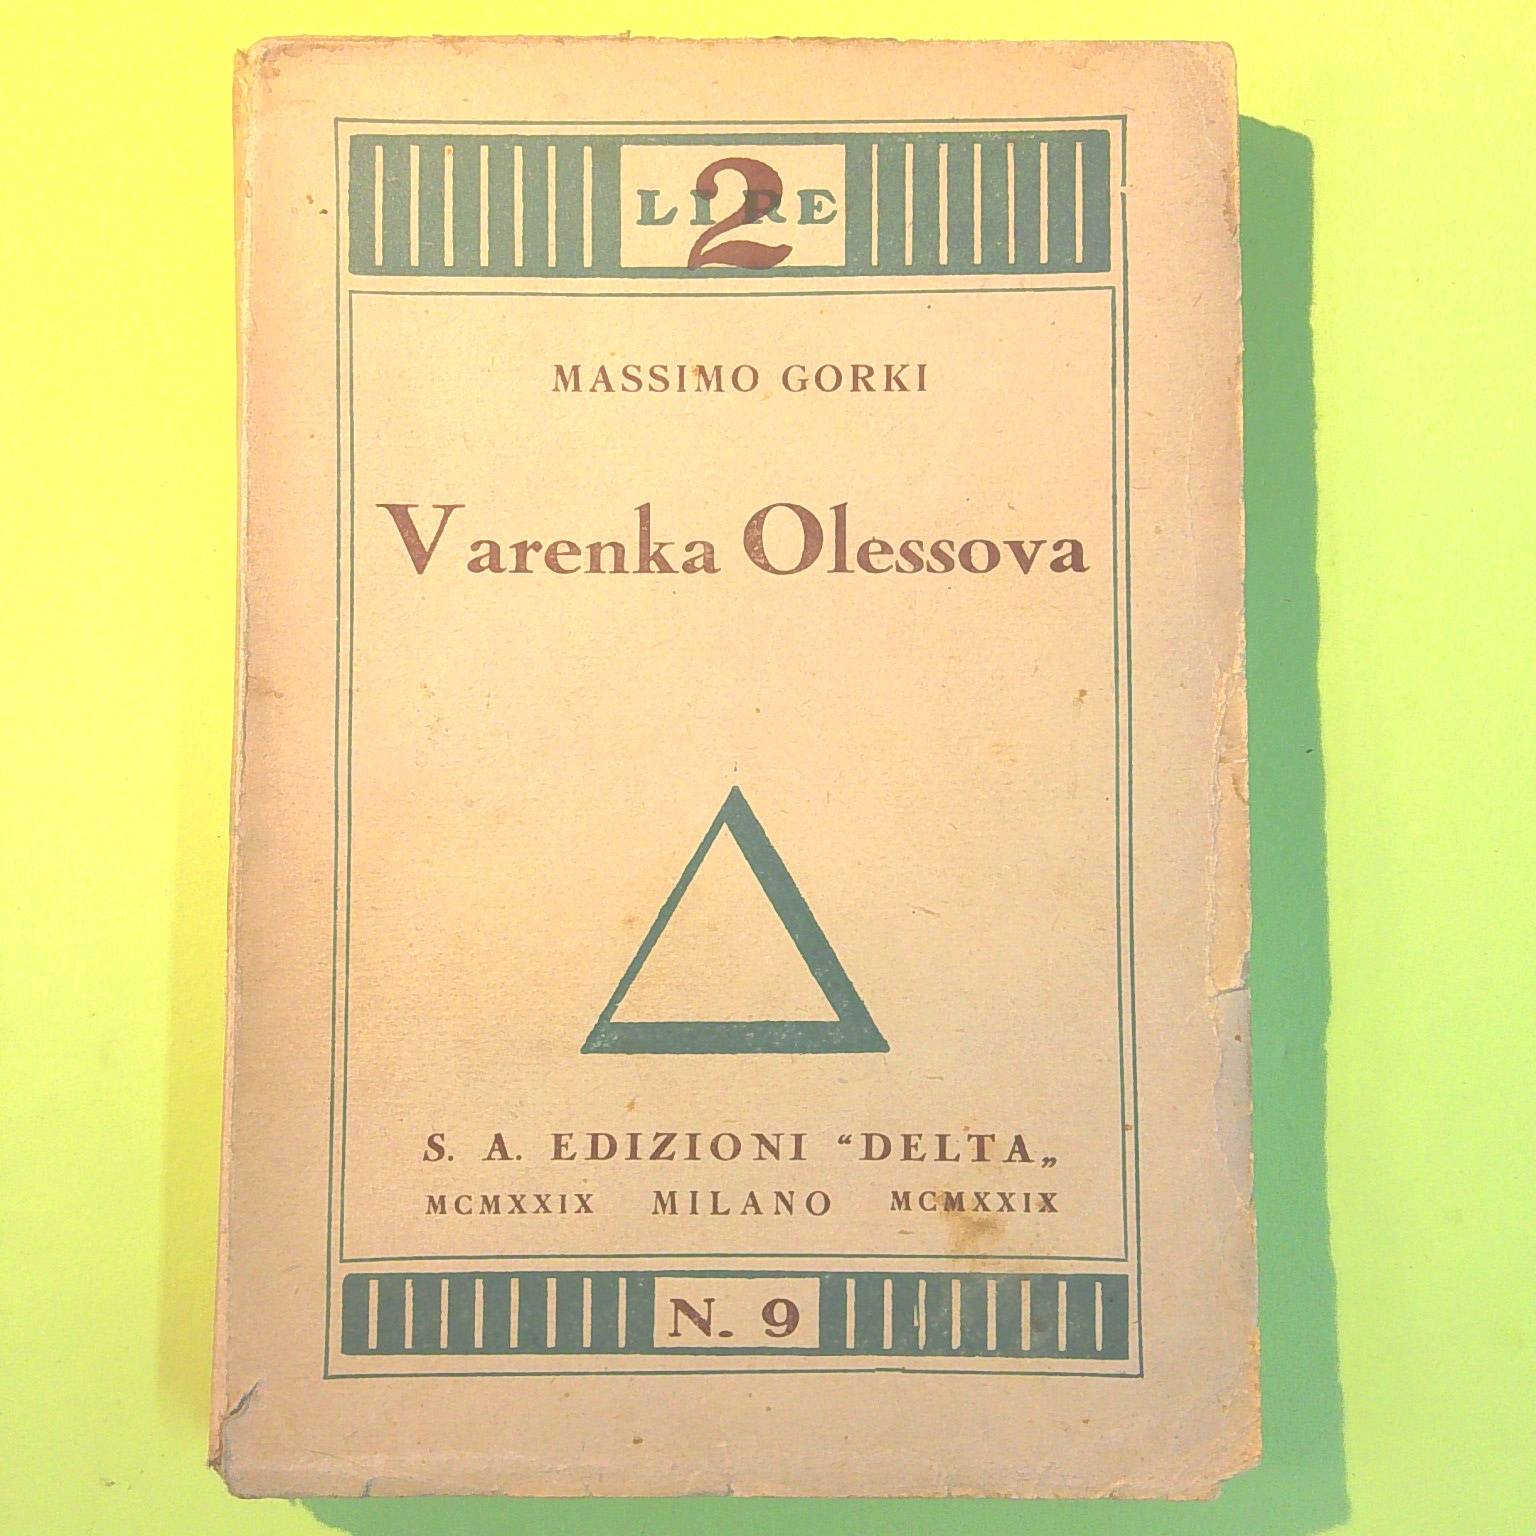 2 LIRE
MASSIMO GORKI
Varenka Olessova
S. A. EDIZIONI “DELTA„
MCMXXIX MILANO MCMXXIX
N. 9